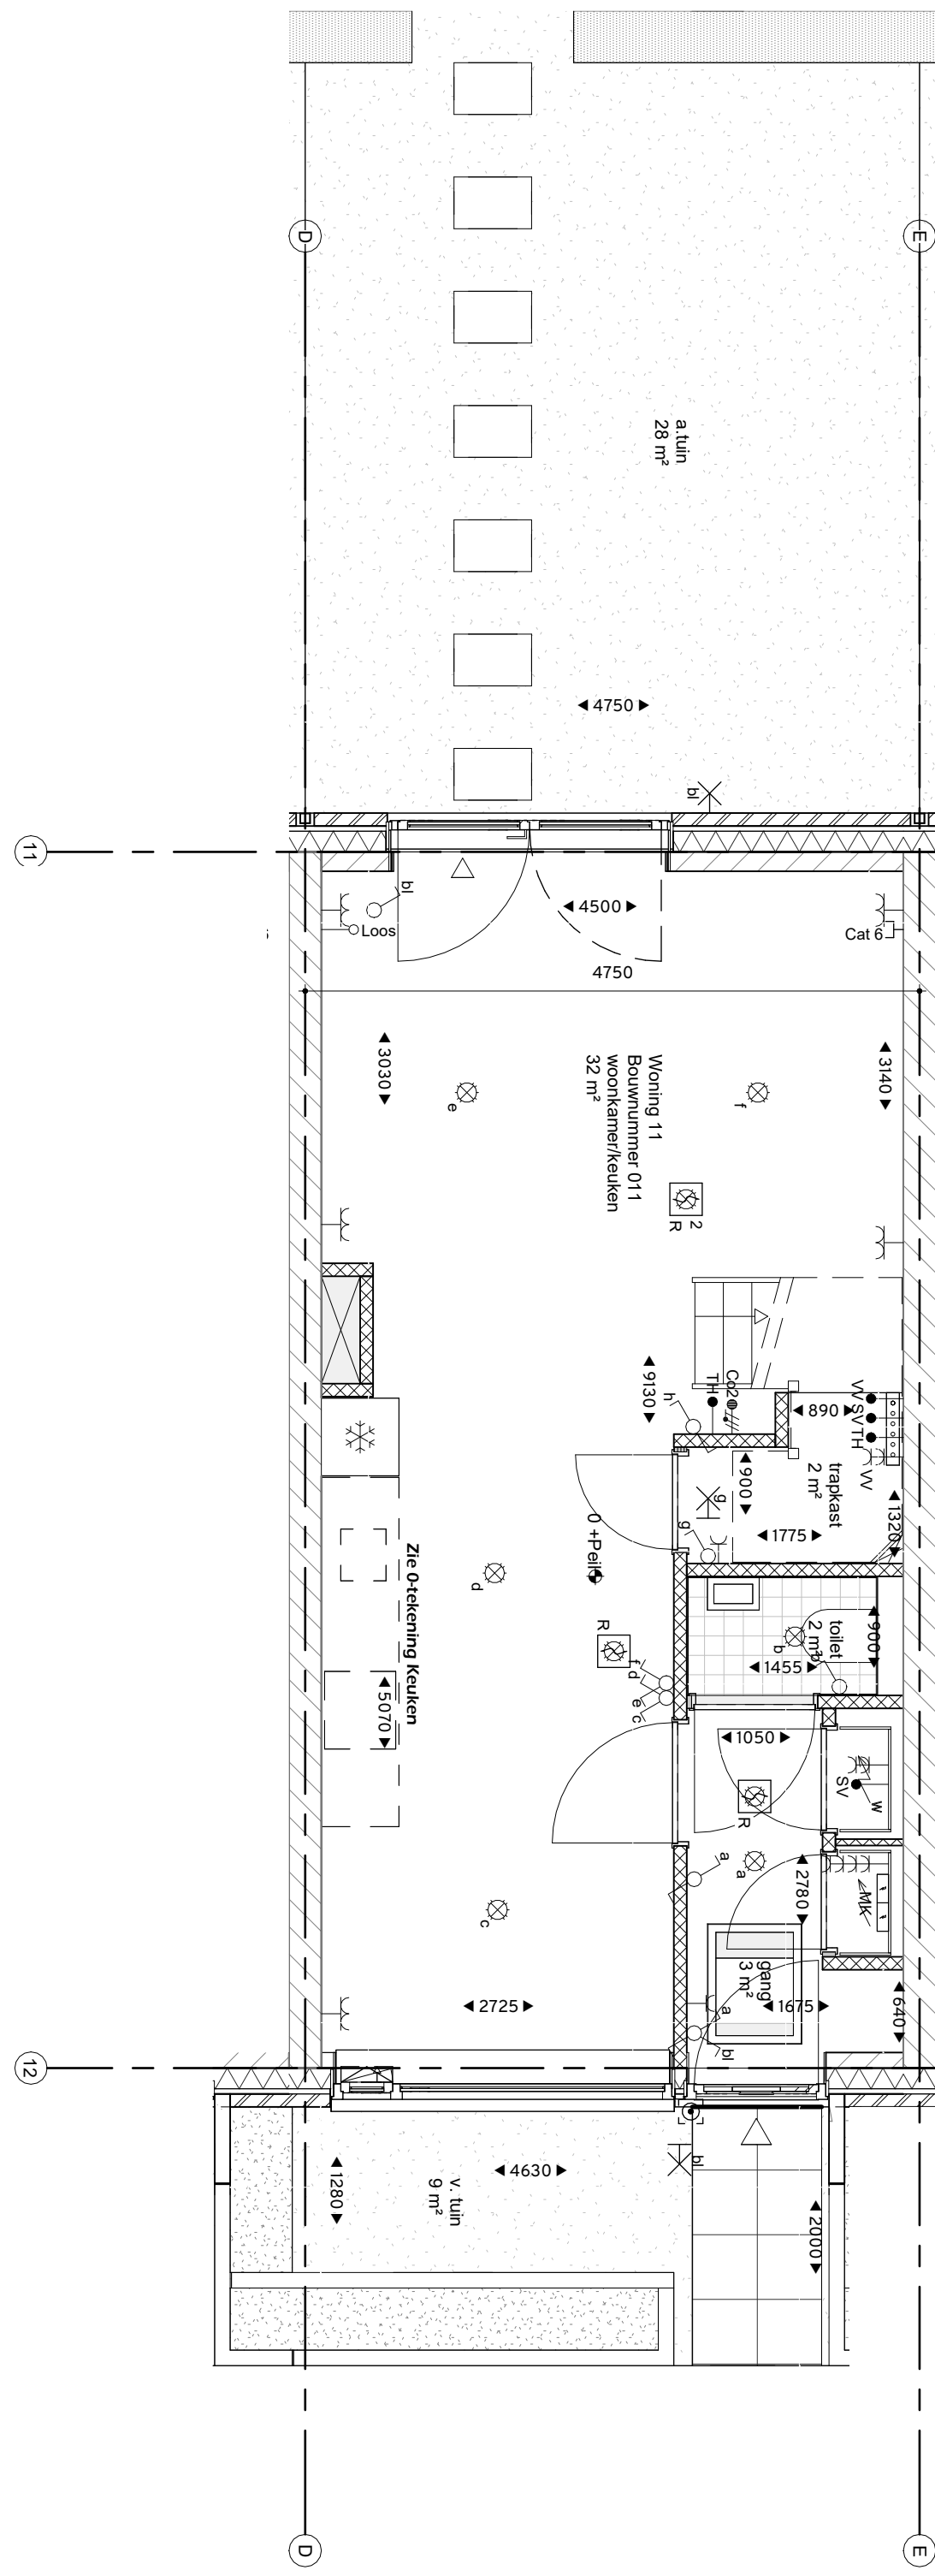 D
E
a.tuin
28 m²
4750
bl
11
bl
Loos
4500
Cat 6
4750
3030
3140
e
f
Woning 11
Bouwnummer 011
woonkamer/keuken
32 m²
2
R
9130
h
TH
Co2
890
VV
SV
TH
VV
trapkast
2 m²
900
g
g
1775
1320
0 +Peil
d
Zie 0-tekening Keuken
5070
R
f
d
e
c
toilet
2 m²
b
b
900
1455
1050
SV
w
R
a
a
2780
MK
c
gang
3 m²
2725
1675
640
a
bl
12
bl
4630
1280
v. tuin
9 m²
2000
D
E